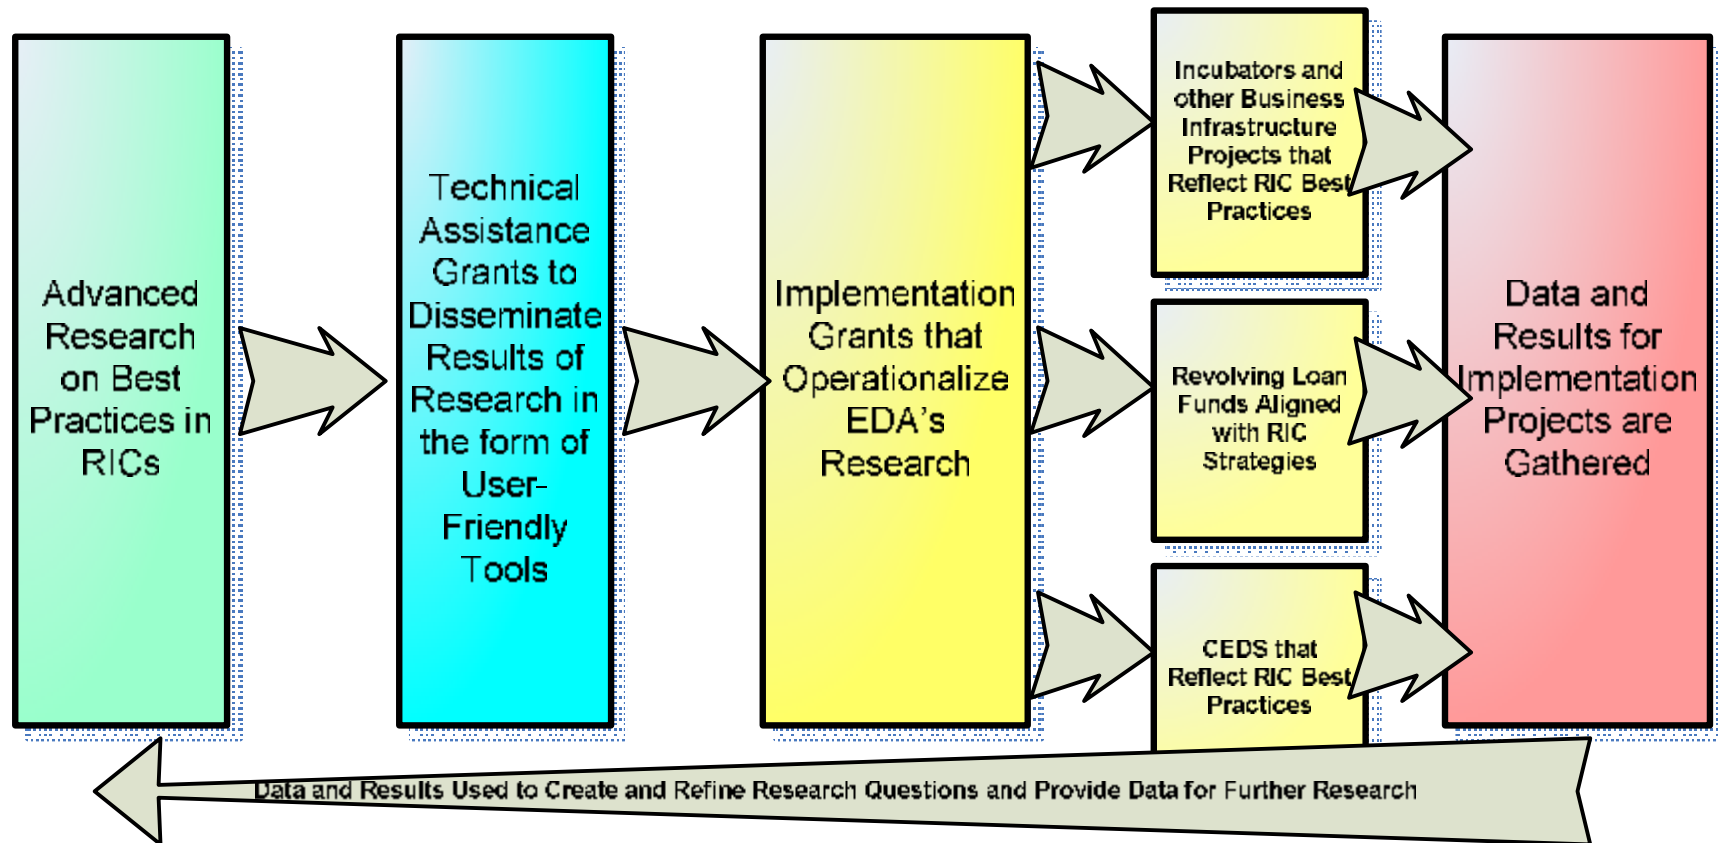 Advanced
Research
on Best
Practices in
RICs
Technical
Assistance
Grants to
Disseminate
Results of
Research in
the form of
User-
Friendly
Tools
Implementation
Grants that
Operationalize
EDA's
Research
Incubators and
other Business
Infrastructure
Projects that
Reflect RIC Best
Practices
Revolving Loan
Funds Aligned
with RIC
Strategies
CEDS that
Reflect RIC Best
Practices
Data and
Results for
Implementation
Projects are
Gathered
Data and Results Used to Create and Refine Research Questions and Provide Data for Further Research